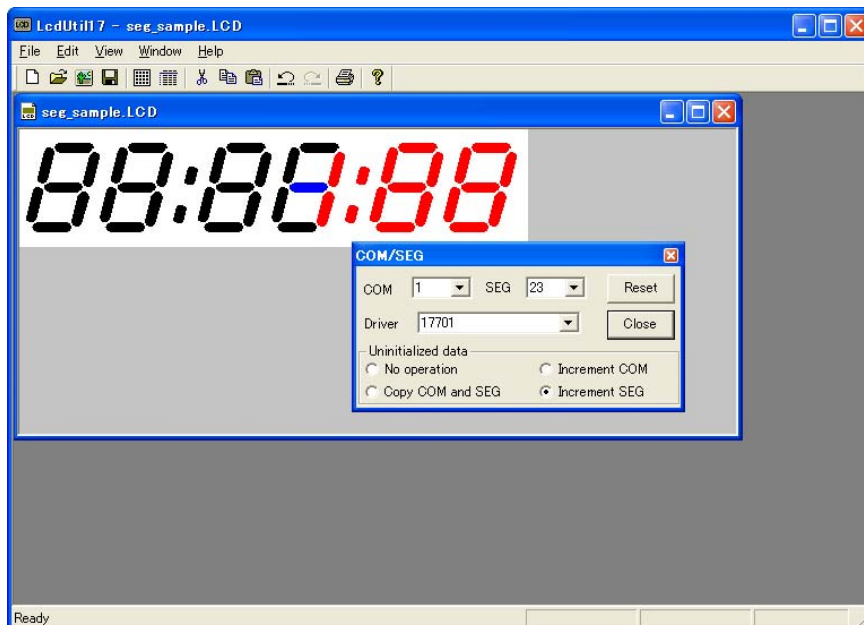 LcdUtil17 - seg_sample.LCD
File Edit View Window Help
seg_sample.LCD
88:88:88
COM/SEG
COM 1 SEG 23 Reset
Driver 17701 Close
Uninitialized data
No operation Increment COM
Copy COM and SEG Increment SEG
Ready